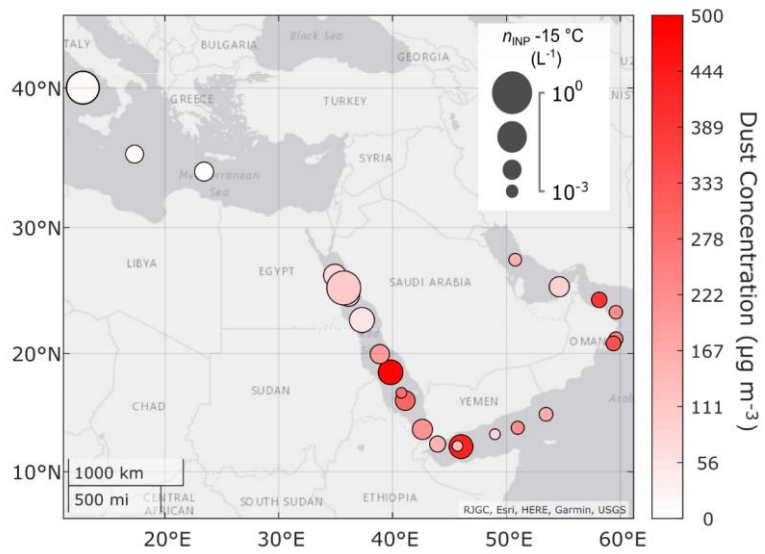 ITALY
BULGARIA
Black Sea
GEORGIA
GREECE
TURKEY
SYRIA
Mediterranean
Sea
LIBYA
EGYPT
SAUDI ARABIA
OMAN
SUDAN
CHAD
YEMEN
CENTRAL
AFRICAN
SOUTH SUDAN
ETHIOPIA
40°N
30°N
20°N
10°N
20°E
30°E
40°E
50°E
60°E
n_INP -15 °C
(L⁻¹)
10⁰
10⁻³
1000 km
500 mi
RJGC, Esri, HERE, Garmin, USGS
500
444
389
333
278
222
167
111
56
0
Dust Concentration (μg m⁻³)